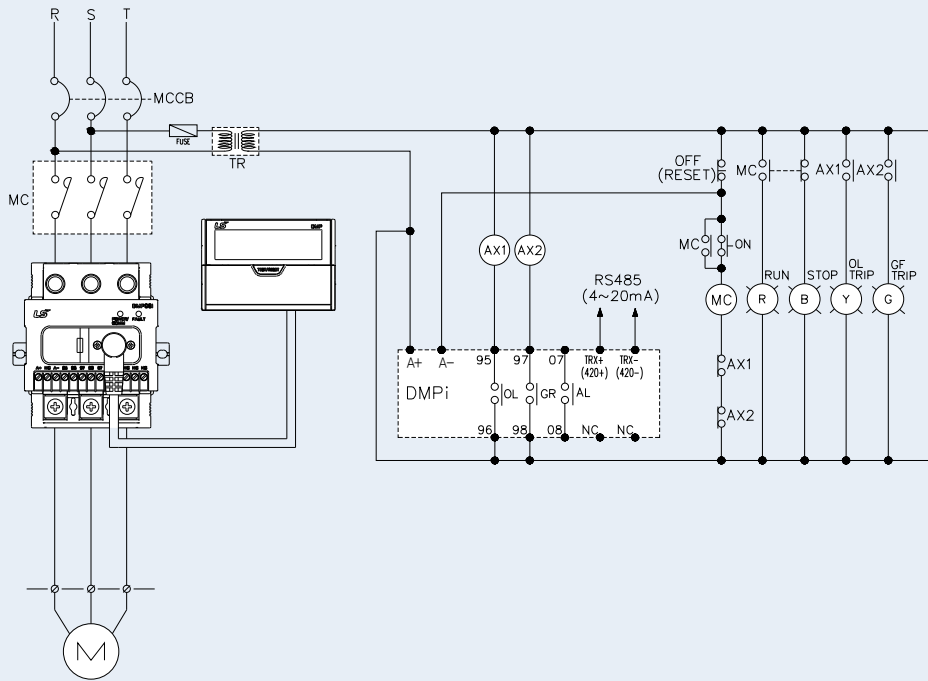 R S T
MCCB
FUSE
TR
MC
OFF
(RESET)
MC
AX1
AX2
LS
DMP
MC
ON
AX1
AX2
RS485
(4~20mA)
MC
RUN
R
STOP
B
OL
TRIP
Y
GF
TRIP
G
LS
FAULT
A+
A-
95
97
07
TRX+
(420+)
TRX-
(420-)
AX1
DMPi
OL
GR
AL
AX2
96
98
08
NC
NC
M